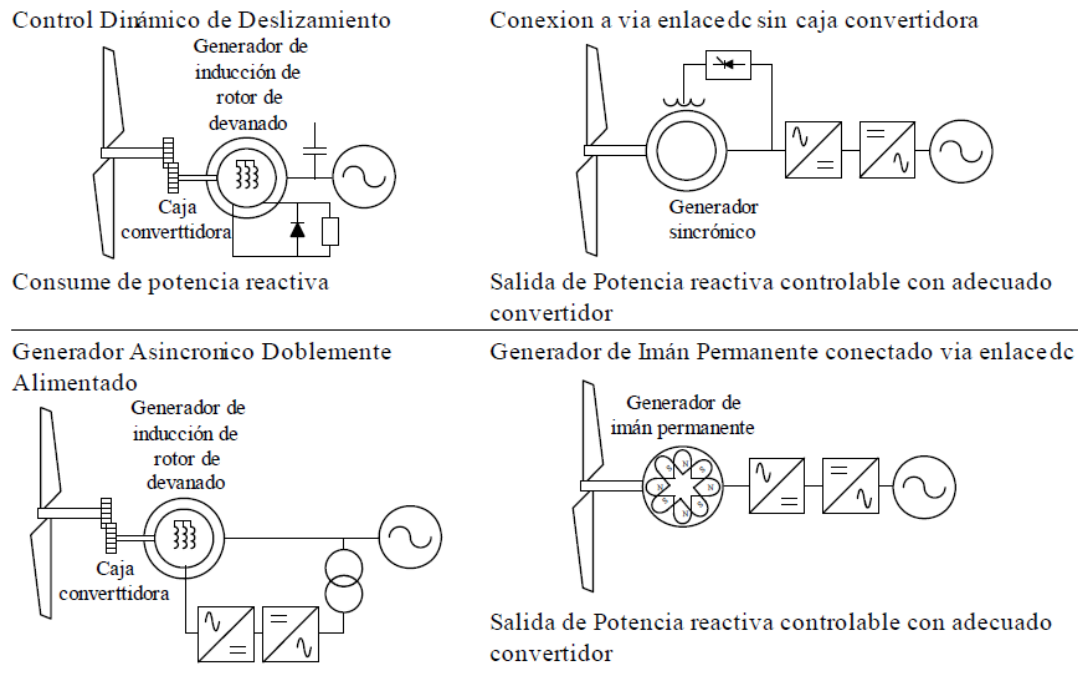 Control Dinámico de Deslizamiento
Generador de
inducción de
rotor de
devanado
Caja
converttidora
Consume de potencia reactiva
Conexion a via enlace dc sin caja convertidora
Generador
sincrónico
Salida de Potencia reactiva controlable con adecuado
convertidor
Generador Asincronico Doblemente
Alimentado
Generador de
inducción de
rotor de
devanado
Caja
converttidora
Generador de Imán Permanente conectado via enlace dc
Generador de
imán permanente
N
S
N
S
N
S
N
S
Salida de Potencia reactiva controlable con adecuado
convertidor